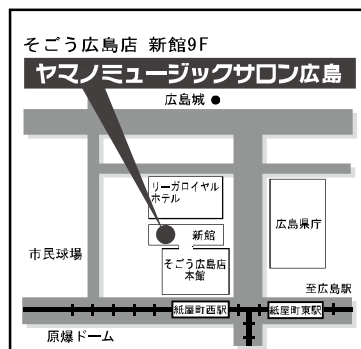 そごう広島店 新館9F
ヤマノミュージックサロン広島
広島城
リーガロイヤル
ホテル
新館
広島県庁
市民球場
そごう広島店
本館
至広島駅
紙屋町西駅
紙屋町東駅
原爆ドーム